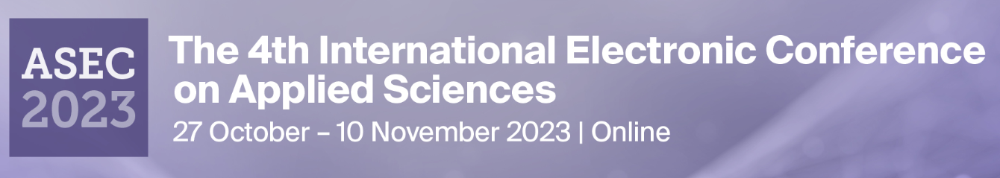 ASEC
2023
The 4th International Electronic Conference
on Applied Sciences
27 October – 10 November 2023 | Online